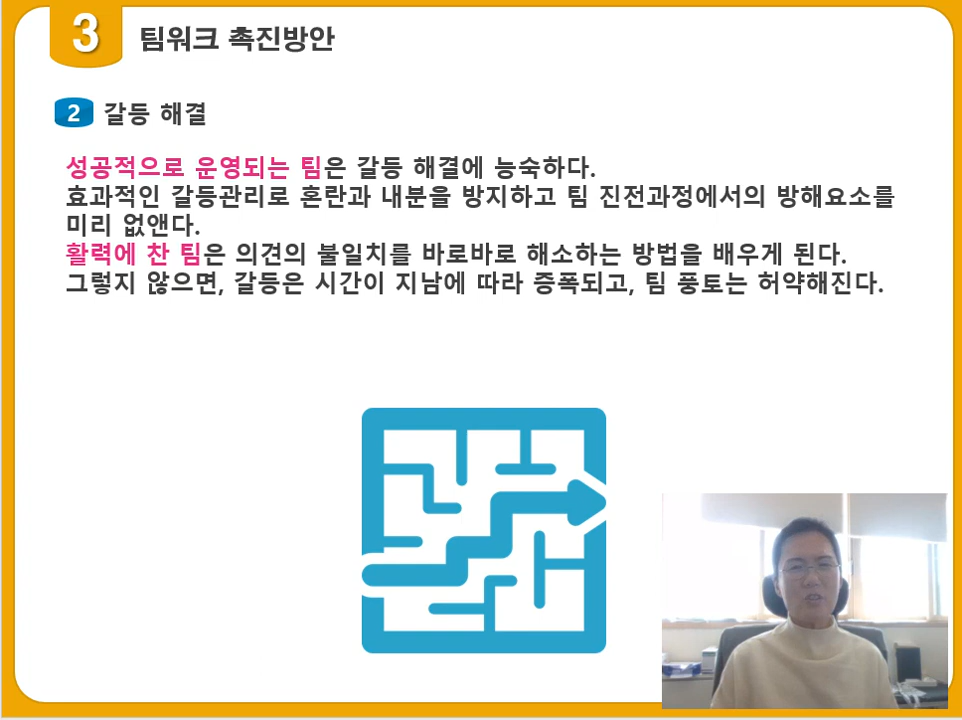 3 팀워크 촉진방안
2 갈등 해결
성공적으로 운영되는 팀은 갈등 해결에 능숙하다.
효과적인 갈등관리로 혼란과 내분을 방지하고 팀 진전과정에서의 방해요소를
미리 없앤다.
활력에 찬 팀은 의견의 불일치를 바로바로 해소하는 방법을 배우게 된다.
그렇지 않으면, 갈등은 시간이 지남에 따라 증폭되고, 팀 풍토는 허약해진다.